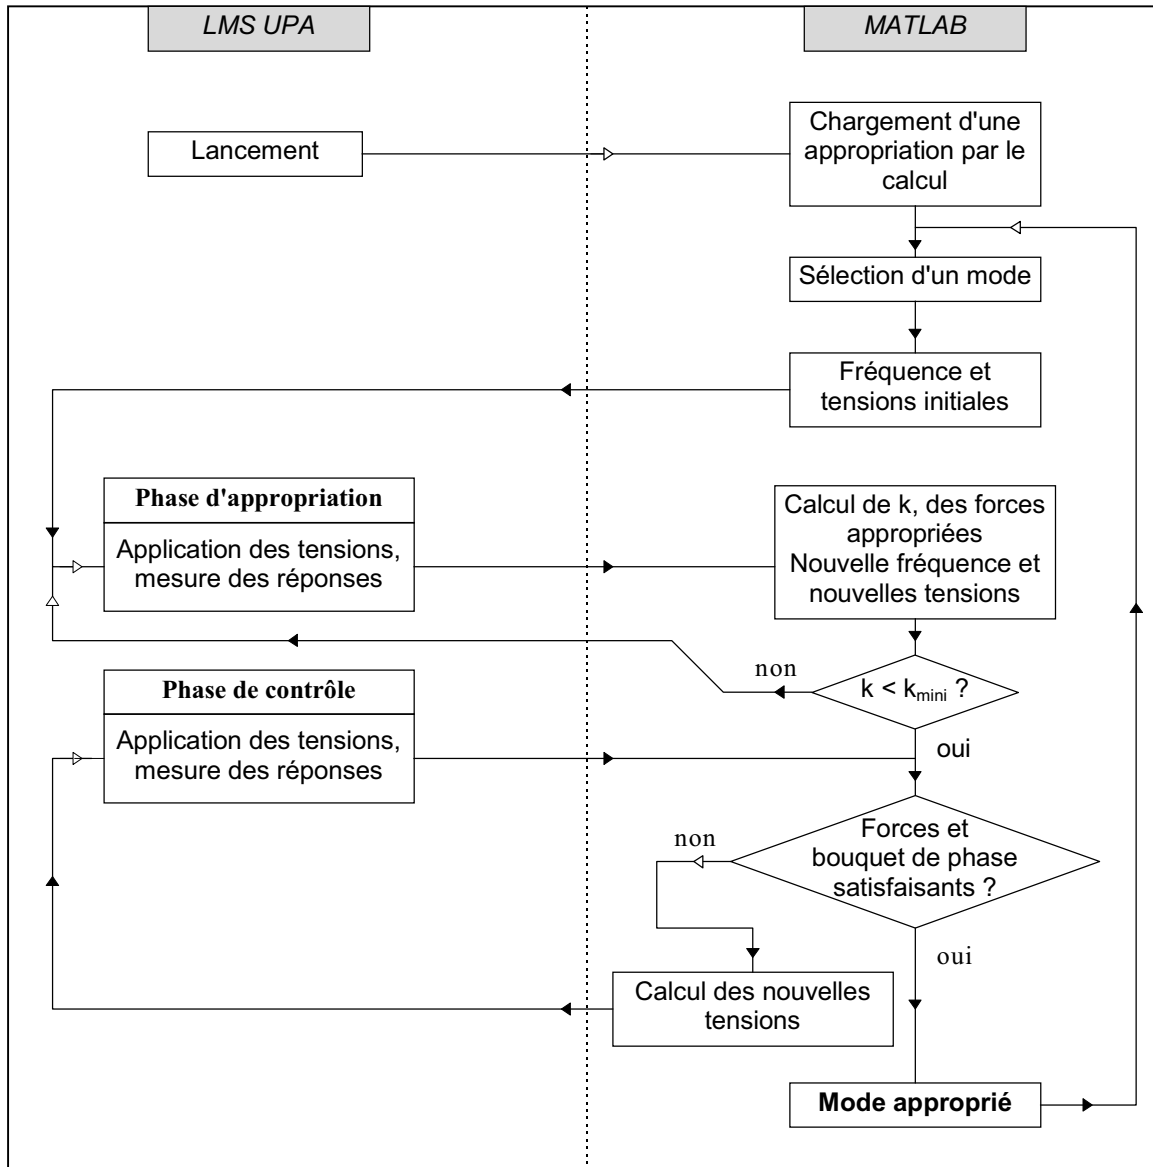 LMS UPA
MATLAB
Lancement
Chargement d'une
appropriation par le
calcul
Sélection d'un mode
Fréquence et
tensions initiales
Phase d'appropriation
Application des tensions,
mesure des réponses
Calcul de k, des forces
appropriées
Nouvelle fréquence et
nouvelles tensions
non
k < kmini ?
oui
Phase de contrôle
Application des tensions,
mesure des réponses
non
Forces et
bouquet de phase
satisfaisants ?
oui
Calcul des nouvelles
tensions
Mode approprié